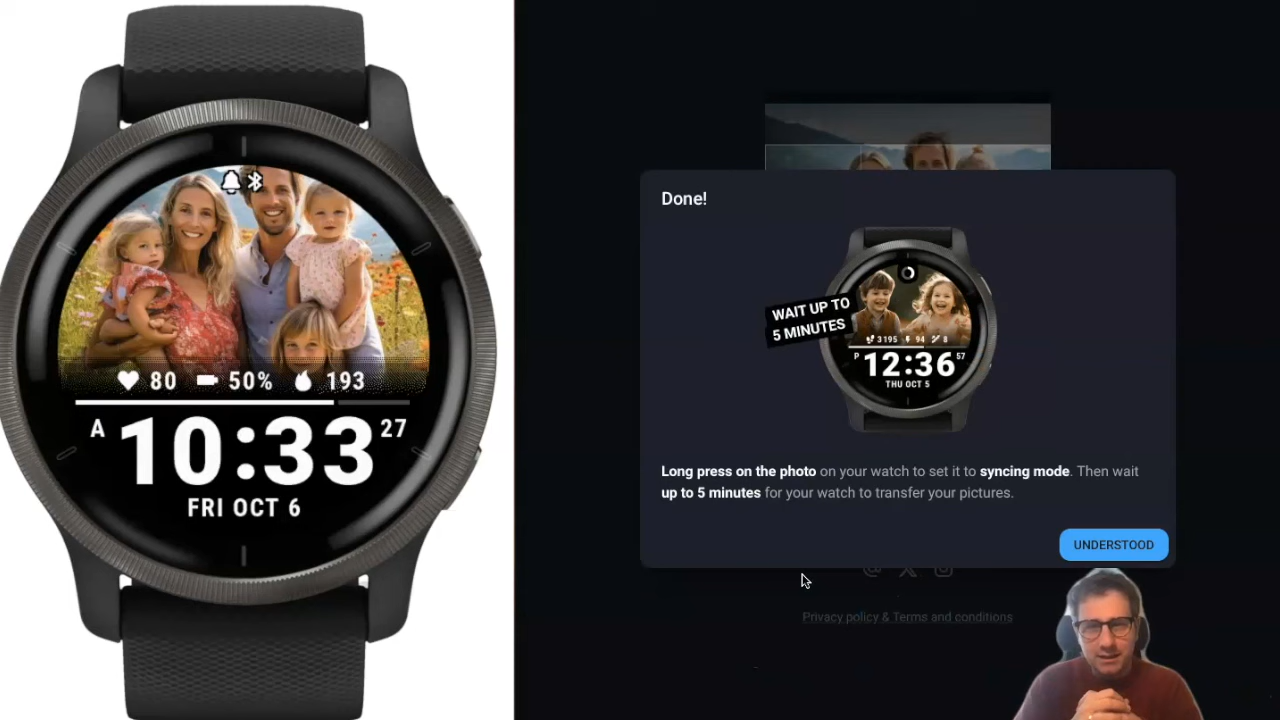 80 50% 193
A 10:33 27
FRI OCT 6
Done!
WAIT UP TO
5 MINUTES
3195 94 8
P 12:36 57
THU OCT 5
Long press on the photo on your watch to set it to syncing mode. Then wait
up to 5 minutes for your watch to transfer your pictures.
UNDERSTOOD
Privacy policy & Terms and conditions